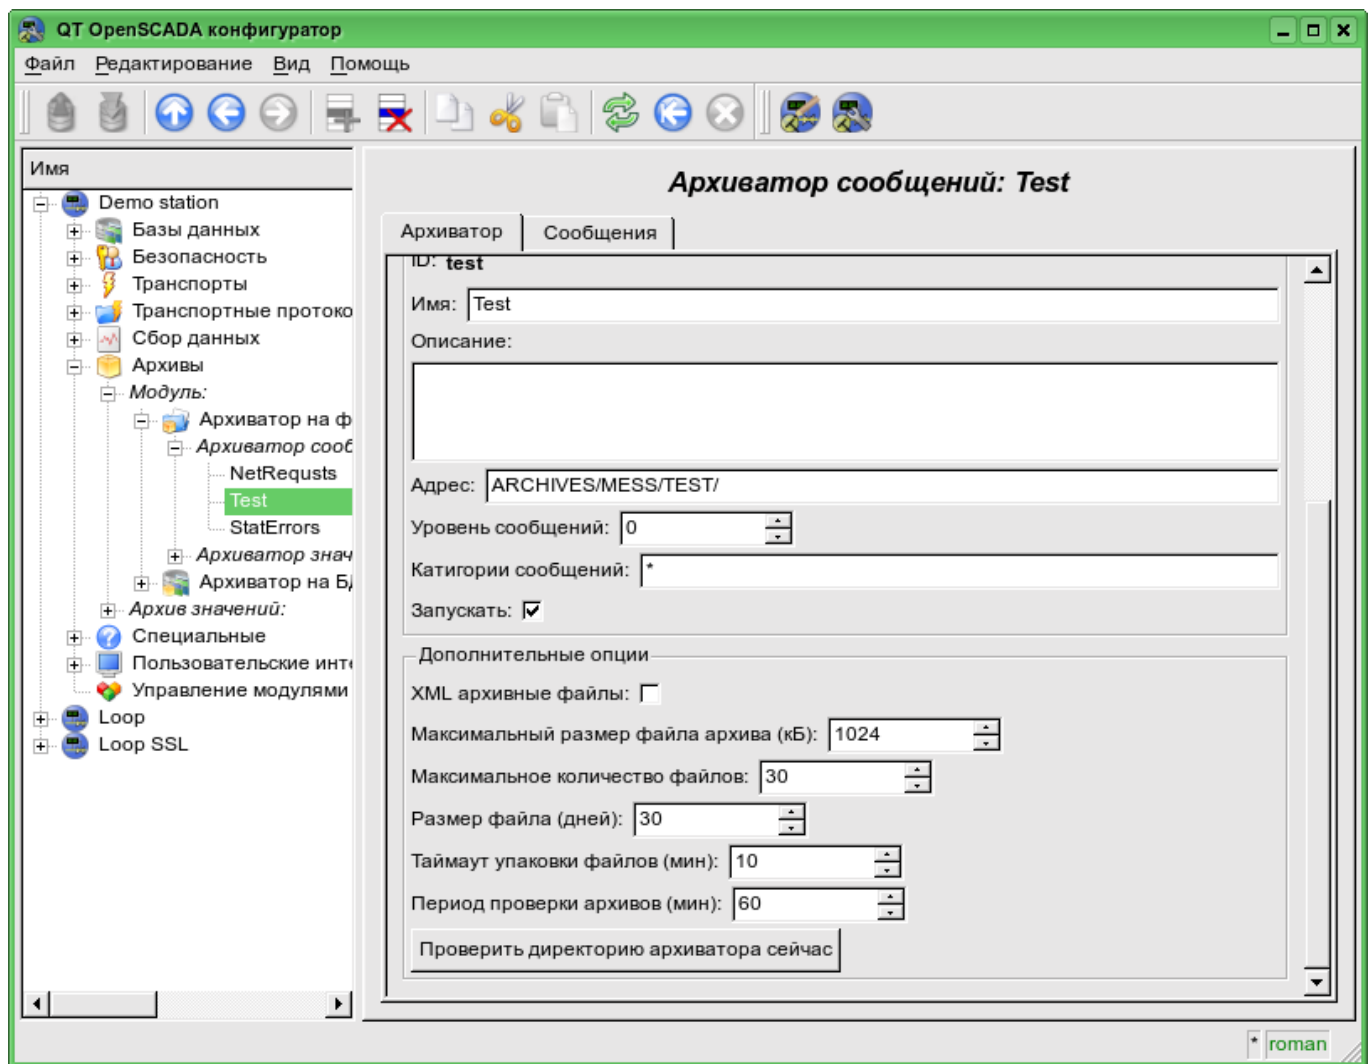 QT OpenSCADA конфигуратор
Файл Редактирование Вид Помощь
Имя
Demo station
Базы данных
Безопасность
Транспорты
Транспортные протоко
Сбор данных
Архивы
Модуль:
Архиватор на ф
Архиватор сооб
NetRequsts
Test
StatErrors
Архиватор знач
Архиватор на БД
Архив значений:
Специальные
Пользовательские инте
Управление модулями
Loop
Loop SSL
Архиватор сообщений: Test
Архиватор Сообщения
ID: test
Имя: Test
Описание:
Адрес: ARCHIVES/MESS/TEST/
Уровень сообщений: 0
Катигории сообщений: *
Запускать:
Дополнительные опции
XML архивные файлы:
Максимальный размер файла архива (кБ): 1024
Максимальное количество файлов: 30
Размер файла (дней): 30
Таймаут упаковки файлов (мин): 10
Период проверки архивов (мин): 60
Проверить директорию архиватора сейчас
* roman